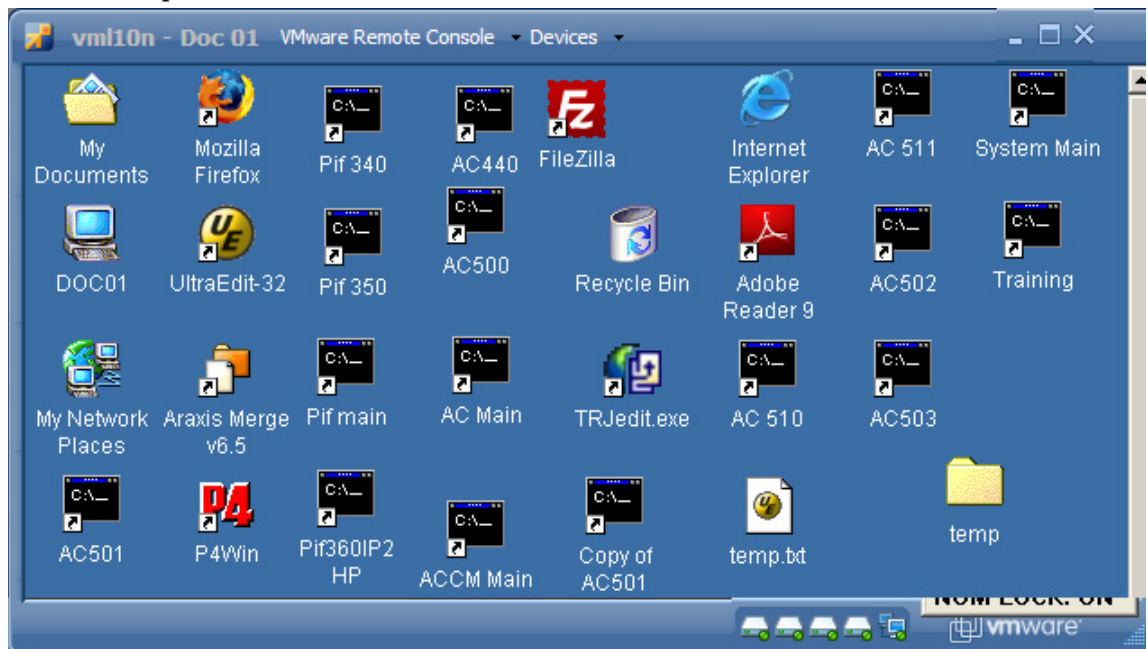 vml10n - Doc 01 VMware Remote Console Devices
My Documents
Mozilla Firefox
Pif 340
AC440
FileZilla
Internet Explorer
AC 511
System Main
DOC01
UltraEdit-32
Pif 350
AC500
Recycle Bin
Adobe Reader 9
AC502
Training
My Network Places
Araxis Merge v6.5
Pif main
AC Main
TRJedit.exe
AC 510
AC503
AC501
P4Win
Pif360IP2 HP
ACCM Main
Copy of AC501
temp.txt
temp
NUM LOCK: ON
vmware